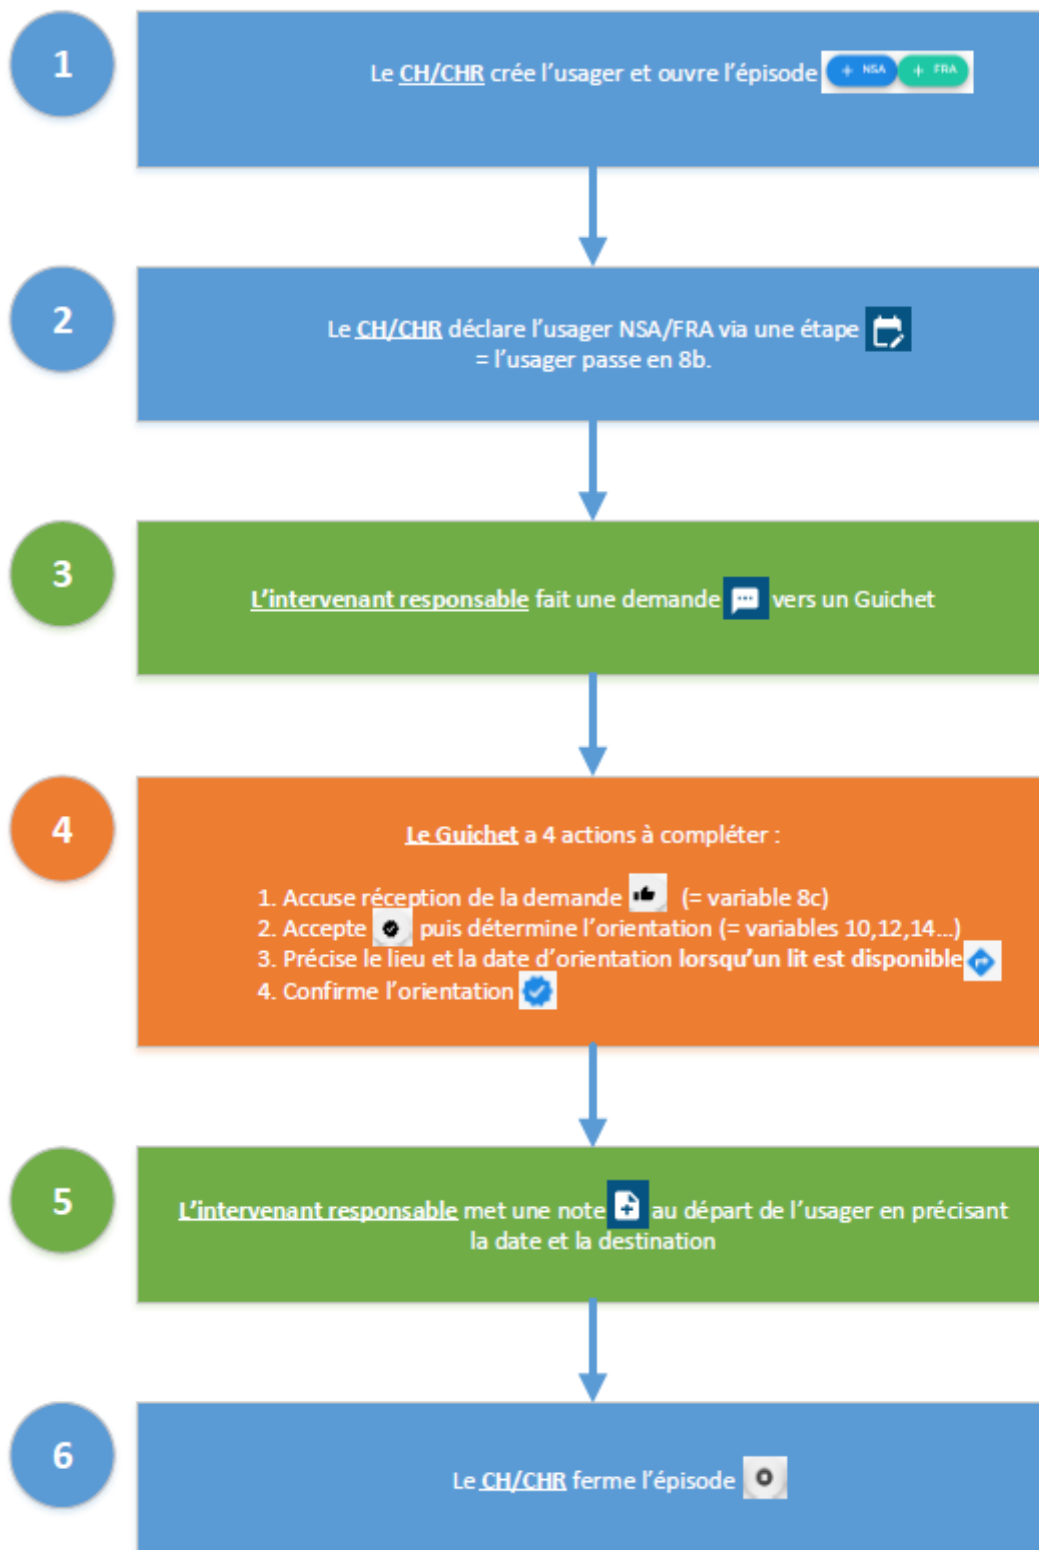 1
Le CH/CHR crée l'usager et ouvre l'épisode + NSA + FRA
2
Le CH/CHR déclare l'usager NSA/FRA via une étape
= l'usager passe en 8b.
3
L'intervenant responsable fait une demande vers un Guichet
4
Le Guichet a 4 actions à compléter :
1. Accuse réception de la demande (= variable 8c)
2. Accepte puis détermine l'orientation (= variables 10,12,14...)
3. Précise le lieu et la date d'orientation lorsqu'un lit est disponible
4. Confirme l'orientation
5
L'intervenant responsable met une note au départ de l'usager en précisant
la date et la destination
6
Le CH/CHR ferme l'épisode